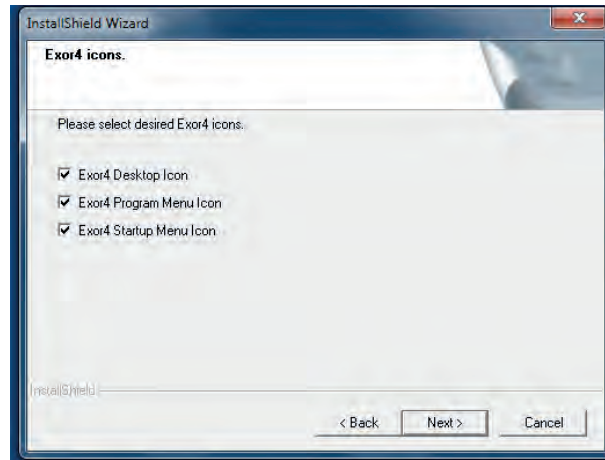 InstallShield Wizard
Exor4 icons.
Please select desired Exor4 icons.
Exor4 Desktop Icon
Exor4 Program Menu Icon
Exor4 Startup Menu Icon
InstallShield
< Back Next > Cancel